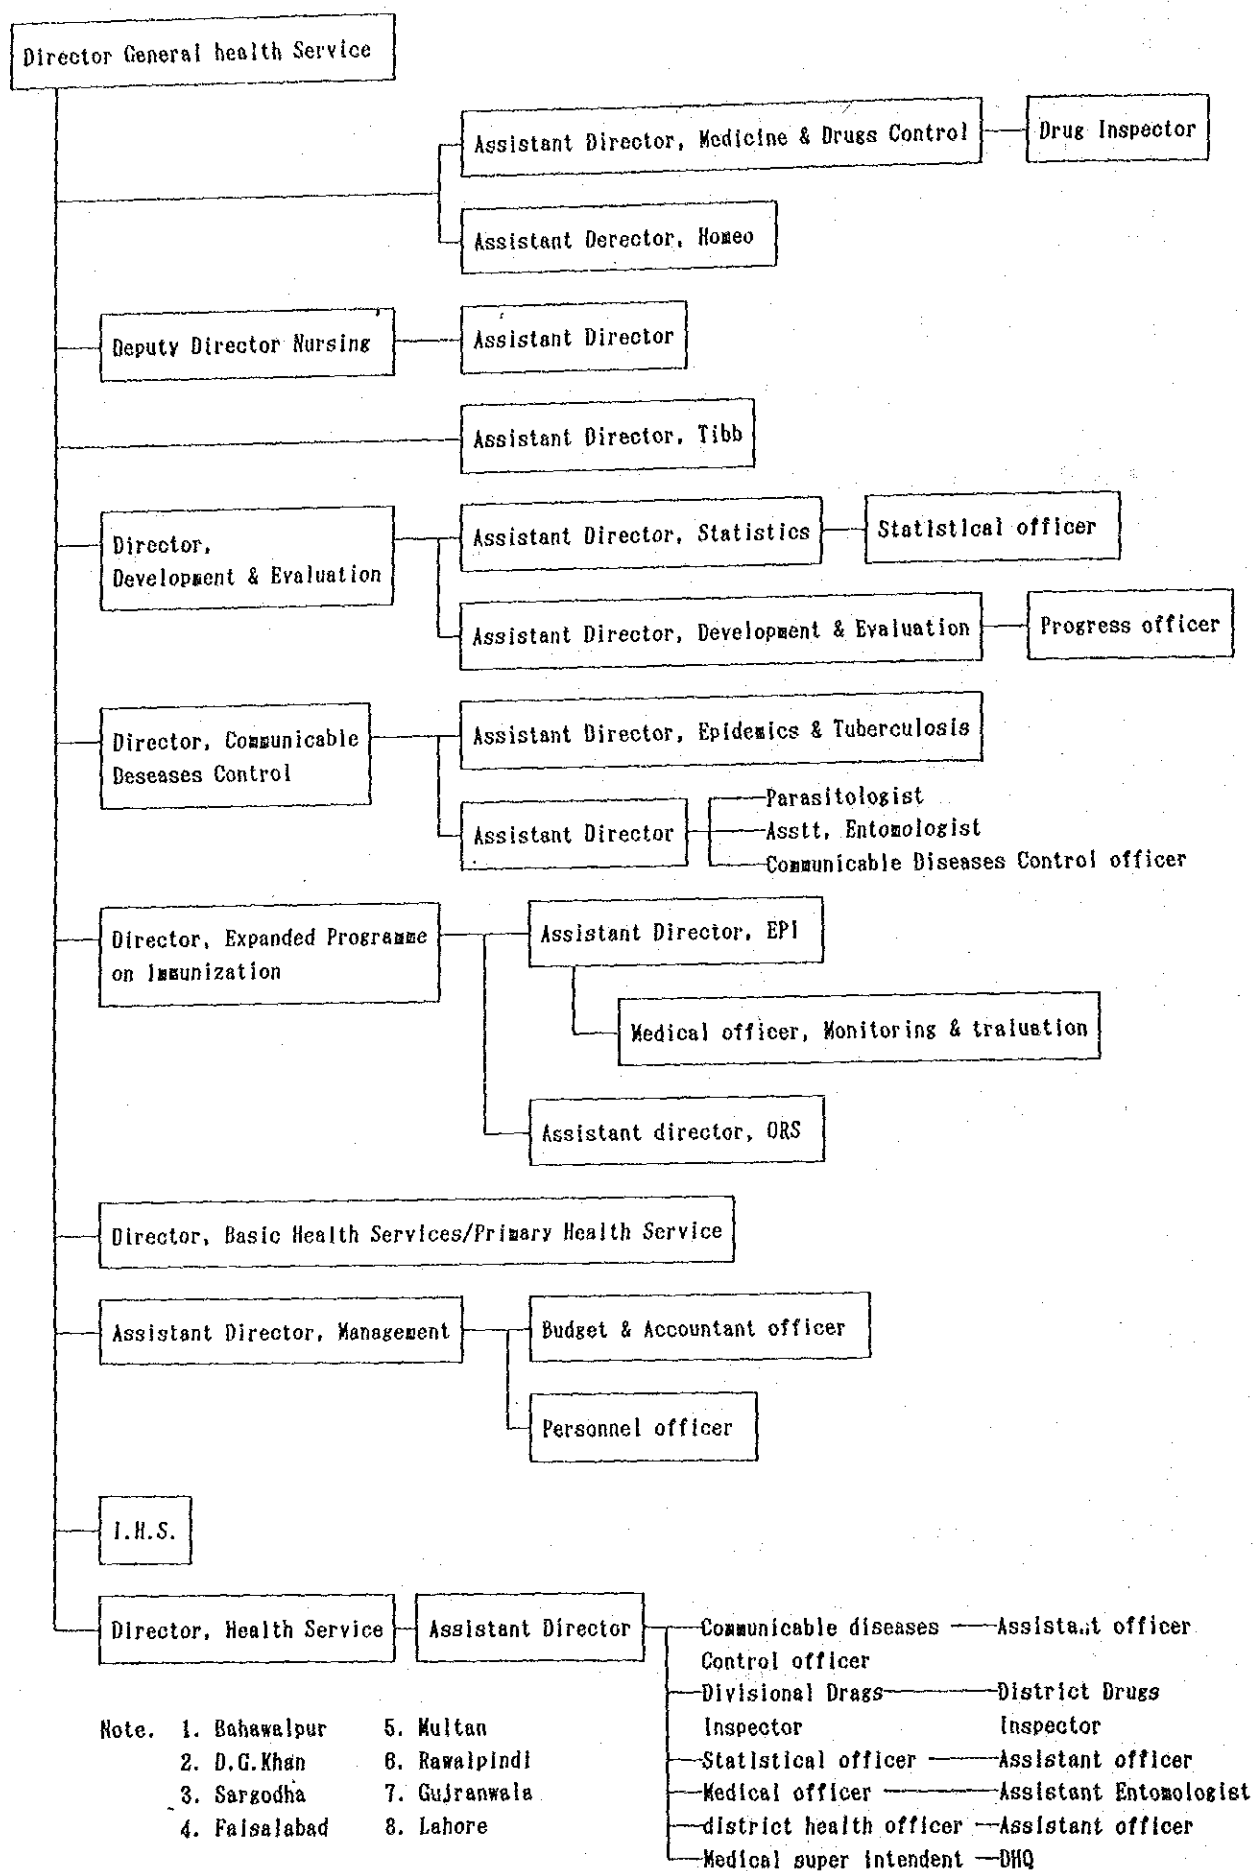 Director General health Service
Assistant Director, Medicine & Drugs Control
Drug Inspector
Assistant Derector, Homeo
Deputy Director Nursing
Assistant Director
Assistant Director, Tibb
Director,
Development & Evaluation
Assistant Director, Statistics
Statistical officer
Assistant Director, Development & Evaluation
Progress officer
Director, Communicable
Deseases Control
Assistant Director, Epidemics & Tuberculosis
Assistant Director
Parasitologist
Asstt, Entomologist
Communicable Diseases Control officer
Director, Expanded Programme
on Immunization
Assistant Director, EPI
Medical officer, Monitoring & traluation
Assistant director, ORS
Director, Basic Health Services/Primary Health Service
Assistant Director, Management
Budget & Accountant officer
Personnel officer
I.H.S.
Director, Health Service
Assistant Director
Communicable diseases Assistant officer
Control officer
Divisional Drags District Drugs
Inspector Inspector
Statistical officer Assistant officer
Medical officer Assistant Entomologist
district health officer Assistant officer
Medical super intendent DHQ
Note. 1. Bahawalpur 5. Multan
2. D.G.Khan 6. Rawalpindi
3. Sargodha 7. Gujranwala
4. Faisalabad 8. Lahore